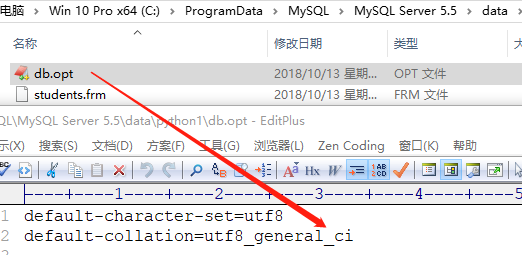 电脑 > Win 10 Pro x64 (C:) > ProgramData > MySQL > MySQL Server 5.5 > data
名称 修改日期 类型
db.opt 2018/10/13 星期... OPT 文件
students.frm 2018/10/13 星期... FRM 文件
QL\MySQL Server 5.5\data\python1\db.opt - EditPlus
示(X) 搜索(S) 文档(D) 方案(F) 工具(G) 浏览器(L) Zen Coding 窗口(K) 帮助
|----+----1----+----2----+----3----+----4----+----5
1 default-character-set=utf8
2 default-collation=utf8_general_ci